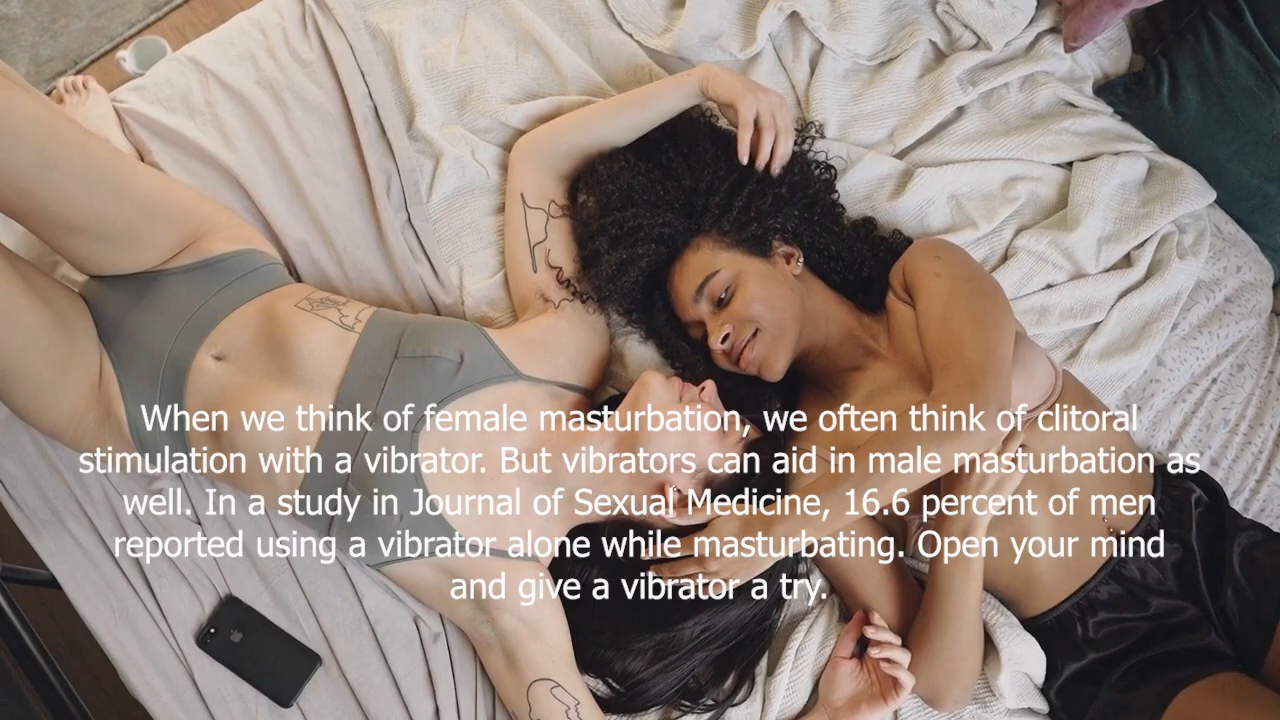 When we think of female masturbation, we often think of clitoral
stimulation with a vibrator. But vibrators can aid in male masturbation as
well. In a study in Journal of Sexual Medicine, 16.6 percent of men
reported using a vibrator alone while masturbating. Open your mind
and give a vibrator a try.